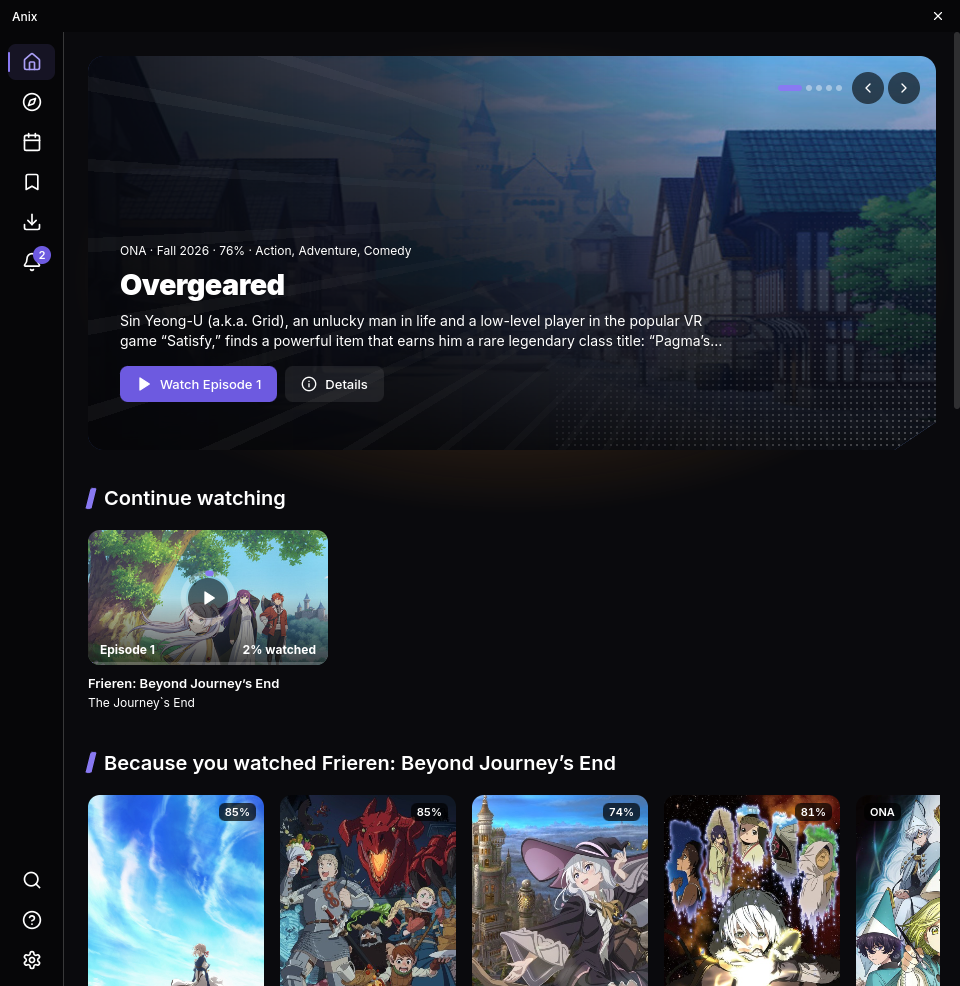 Anix
2
ONA · Fall 2026 · 76% · Action, Adventure, Comedy
Overgeared
Sin Yeong-U (a.k.a. Grid), an unlucky man in life and a low-level player in the popular VR
game “Satisfy,” finds a powerful item that earns him a rare legendary class title: “Pagma’s...
Watch Episode 1
Details
Continue watching
Episode 1
2% watched
Frieren: Beyond Journey’s End
The Journey`s End
Because you watched Frieren: Beyond Journey’s End
85%
85%
74%
81%
ONA